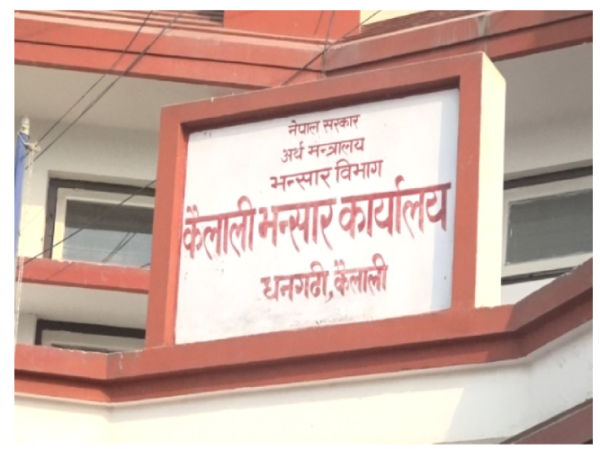 नेपाल सरकार
अर्थ मन्त्रालय
भन्सार विभाग
कैलाली भन्सार कार्यालय
धनगढी, कैलाली